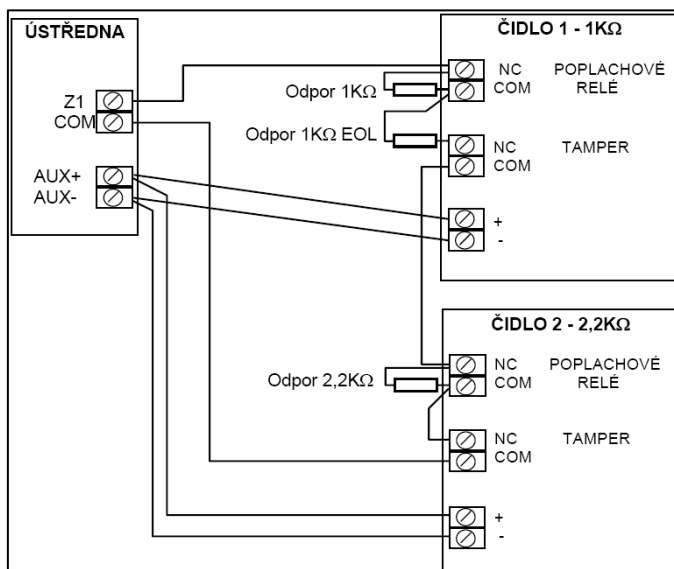 ÚSTŘEDNA
Z1
COM
AUX+
AUX-
ČIDLO 1 - 1KΩ
NC POPLACHOVÉ
COM RELÉ
Odpor 1KΩ
Odpor 1KΩ EOL
NC TAMPER
COM
+
-
ČIDLO 2 - 2,2KΩ
NC POPLACHOVÉ
COM RELÉ
Odpor 2,2KΩ
NC TAMPER
COM
+
-